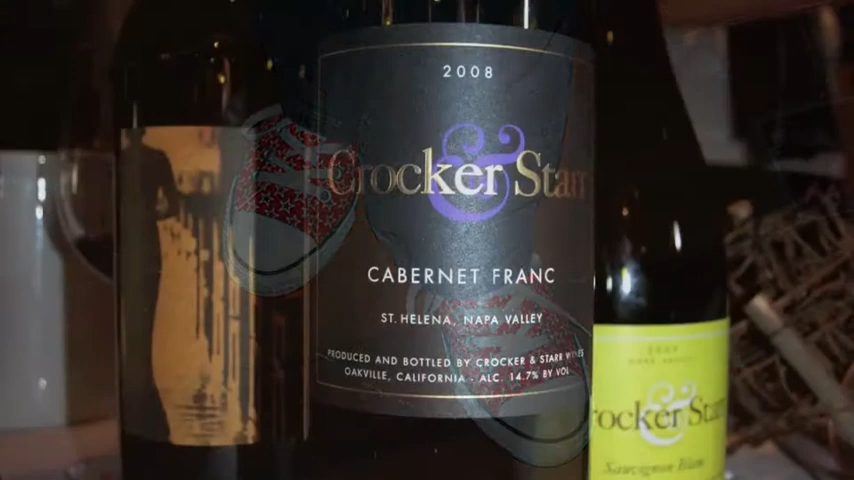 2008
Crocker & Starr
CABERNET FRANC
ST. HELENA, NAPA VALLEY
PRODUCED AND BOTTLED BY CROCKER & STARR WINES
OAKVILLE, CALIFORNIA · ALC. 14.7% BY VOL
Crocker & Starr
Sauvignon Blanc